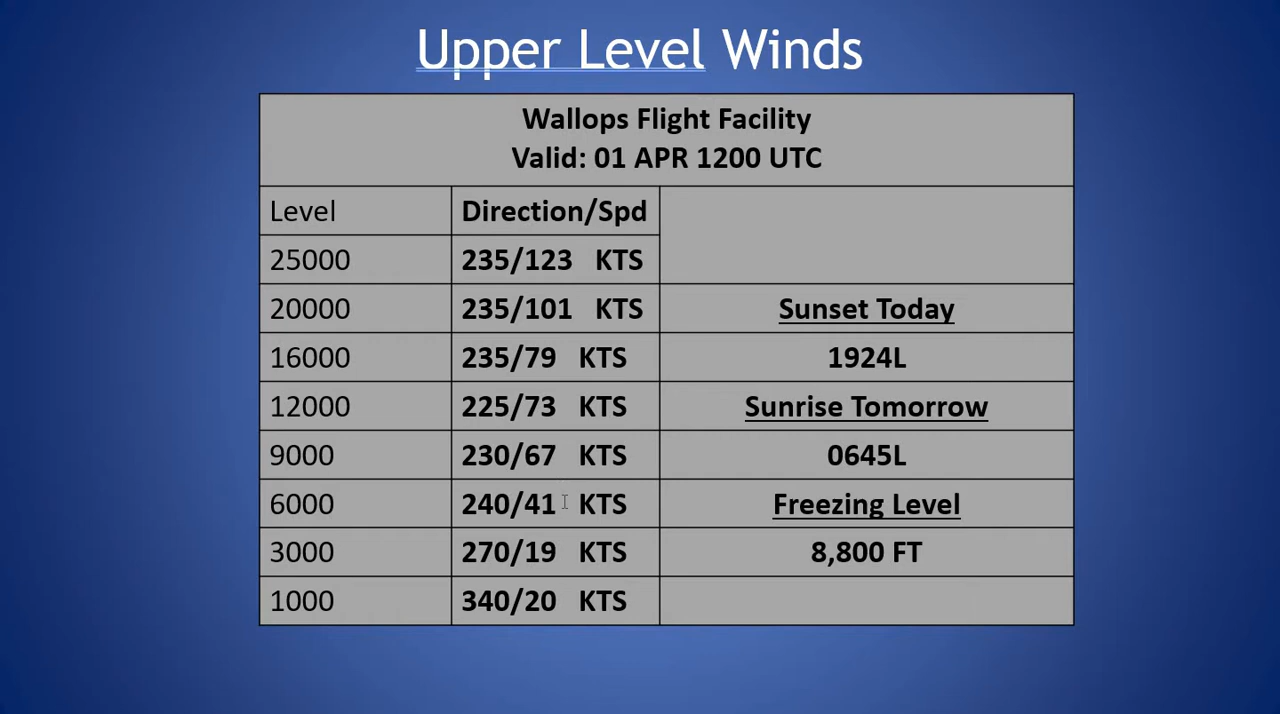 Upper Level Winds
Wallops Flight Facility
Valid: 01 APR 1200 UTC
Level Direction/Spd
25000 235/123 KTS
20000 235/101 KTS Sunset Today
16000 235/79 KTS 1924L
12000 225/73 KTS Sunrise Tomorrow
9000 230/67 KTS 0645L
6000 240/41 KTS Freezing Level
3000 270/19 KTS 8,800 FT
1000 340/20 KTS